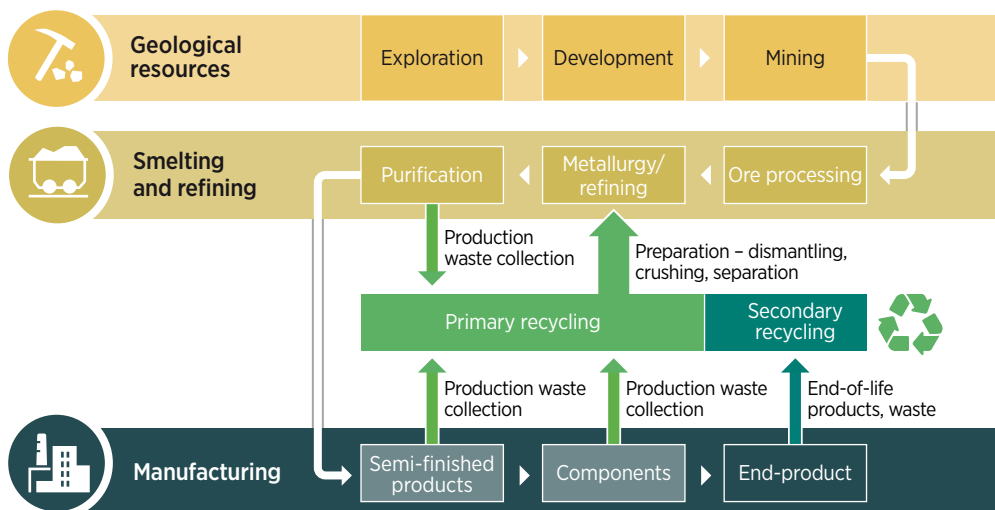 Geological
resources
Exploration
Development
Mining
Smelting
and refining
Purification
Metallurgy/
refining
Ore processing
Production
waste collection
Preparation – dismantling,
crushing, separation
Primary recycling
Secondary
recycling
Production waste
collection
Production waste
collection
End-of-life
products, waste
Manufacturing
Semi-finished
products
Components
End-product